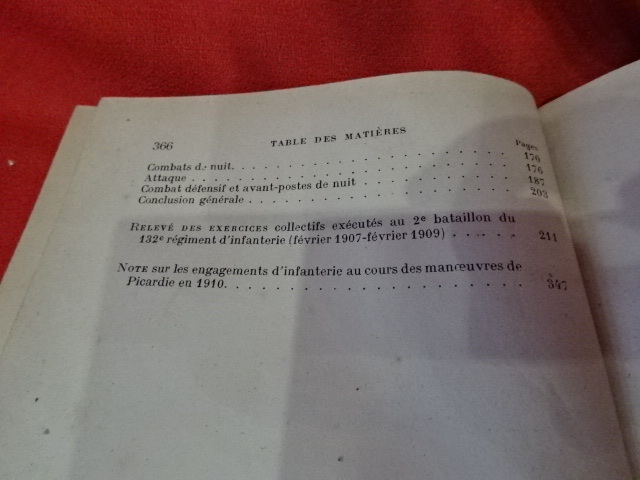 366
TABLE DES MATIÈRES
Pages
Combats de nuit. . . . . . . . . . . . . . . . . . 170
Attaque . . . . . . . . . . . . . . . . . . . . . 176
Combat défensif et avant-postes de nuit . . . . . . . . . . 187
Conclusion générale . . . . . . . . . . . . . . . . . 203
RELEVÉ DES EXERCICES collectifs exécutés au 2e bataillon du
132e régiment d'infanterie (février 1907-février 1909) . . . . . 211
NOTE sur les engagements d'infanterie au cours des manœuvres de
Picardie en 1910. . . . . . . . . . . . . . . . . . 347